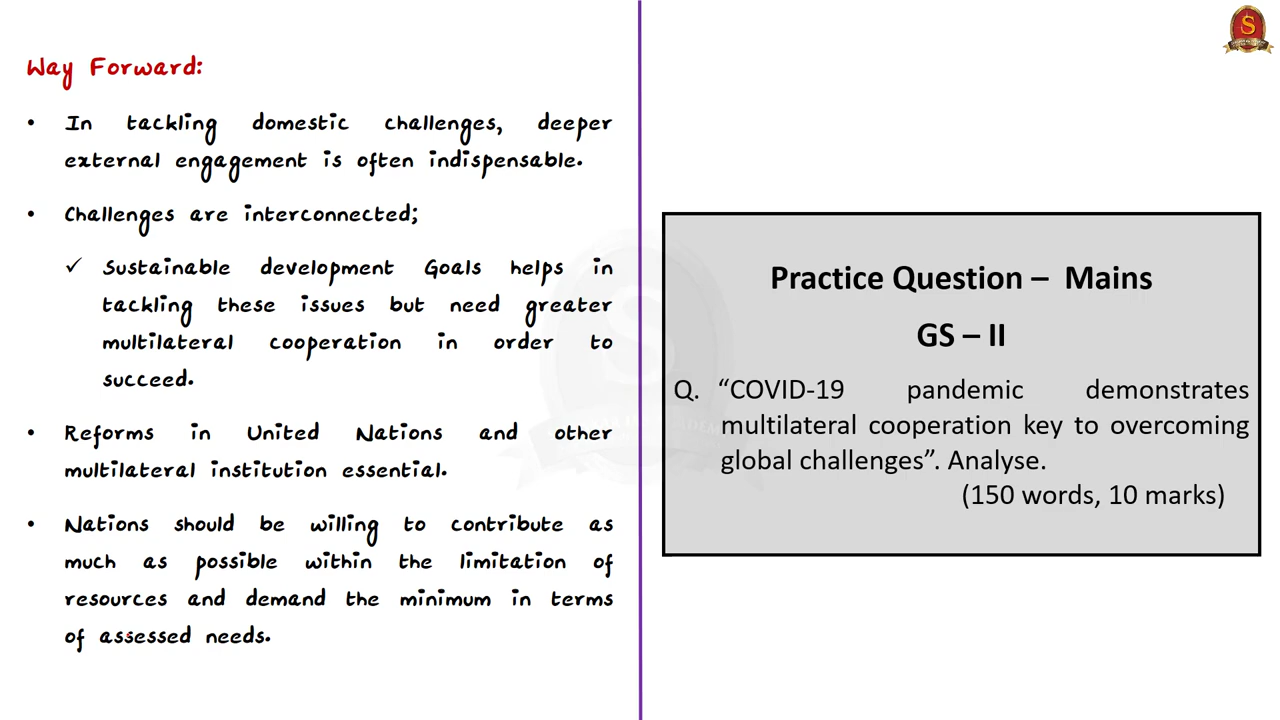 Way Forward:
• In tackling domestic challenges, deeper
external engagement is often indispensable.
• Challenges are interconnected;
✓ Sustainable development Goals helps in
tackling these issues but need greater
multilateral cooperation in order to
succeed.
• Reforms in United Nations and other
multilateral institution essential.
• Nations should be willing to contribute as
much as possible within the limitation of
resources and demand the minimum in terms
of assessed needs.
Practice Question – Mains
GS – II
Q. “COVID-19 pandemic demonstrates
multilateral cooperation key to overcoming
global challenges”. Analyse.
(150 words, 10 marks)
S